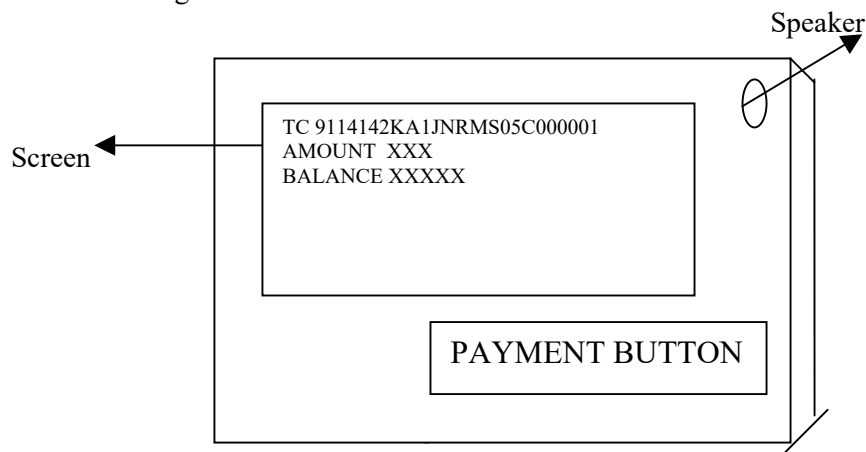 Speaker
TC 9114142KA1JNRMS05C000001
AMOUNT XXX
BALANCE XXXXX
Screen
PAYMENT BUTTON